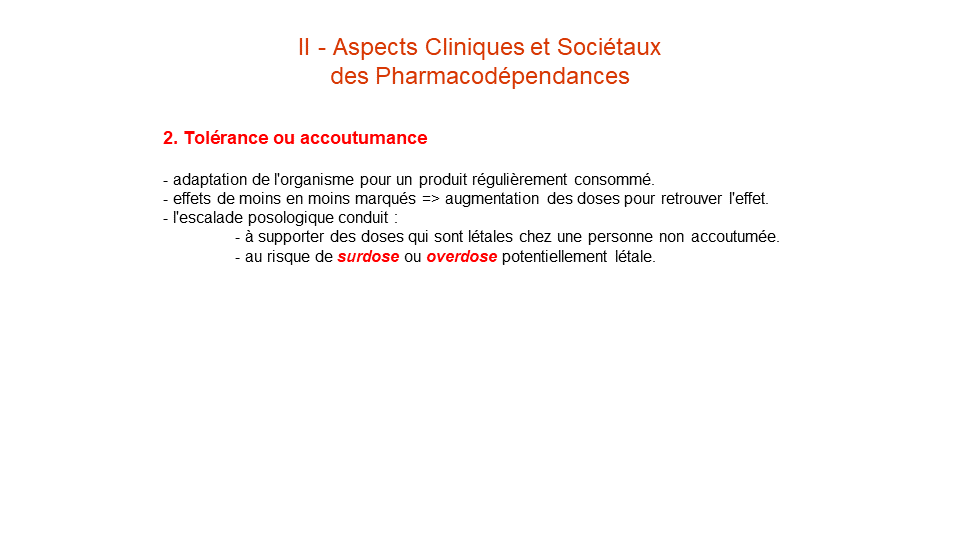 II - Aspects Cliniques et Sociétaux
des Pharmacodépendances
2. Tolérance ou accoutumance
- adaptation de l'organisme pour un produit régulièrement consommé.
- effets de moins en moins marqués => augmentation des doses pour retrouver l'effet.
- l'escalade posologique conduit :
- à supporter des doses qui sont létales chez une personne non accoutumée.
- au risque de surdose ou overdose potentiellement létale.